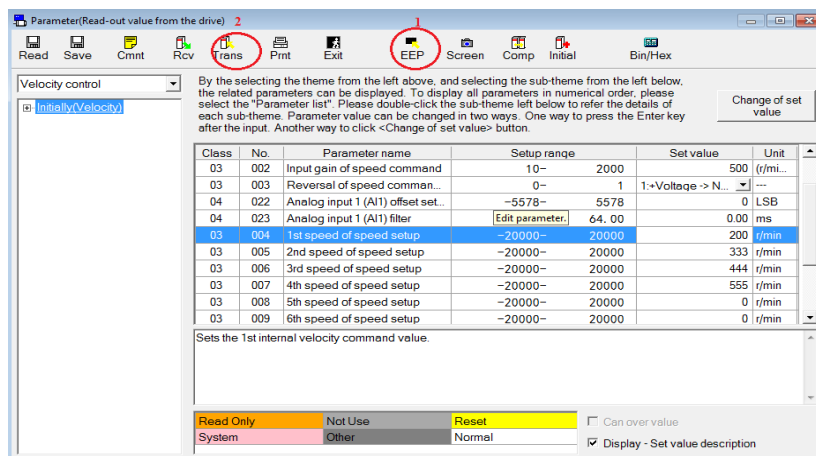 Parameter(Read-out value from the drive) 2 1
Read Save Cmnt Rcv Trans Prnt Exit EEP Screen Comp Initial Bin/Hex
Velocity control
Initially(Velocity)
By the selecting the theme from the left above, and selecting the sub-theme from the left below,
the related parameters can be displayed. To display all parameters in numerical order, please
select the "Parameter list". Please double-click the sub-theme left below to refer the details of
each sub-theme. Parameter value can be changed in two ways. One way to press the Enter key
after the input. Another way to click <Change of set value> button.
Change of set
value
Class No. Parameter name Setup range Set value Unit
03 002 Input gain of speed command 10- 2000 500 (r/mi...
03 003 Reversal of speed comman... 0- 1 1:+Voltage -> N... ---
04 022 Analog input 1 (AI1) offset set... -5578- 5578 0 LSB
04 023 Analog input 1 (AI1) filter Edit parameter. 64.00 0.00 ms
03 004 1st speed of speed setup -20000- 20000 200 r/min
03 005 2nd speed of speed setup -20000- 20000 333 r/min
03 006 3rd speed of speed setup -20000- 20000 444 r/min
03 007 4th speed of speed setup -20000- 20000 555 r/min
03 008 5th speed of speed setup -20000- 20000 0 r/min
03 009 6th speed of speed setup -20000- 20000 0 r/min
Sets the 1st internal velocity command value.
Read Only Not Use Reset
System Other Normal
Can over value
Display - Set value description